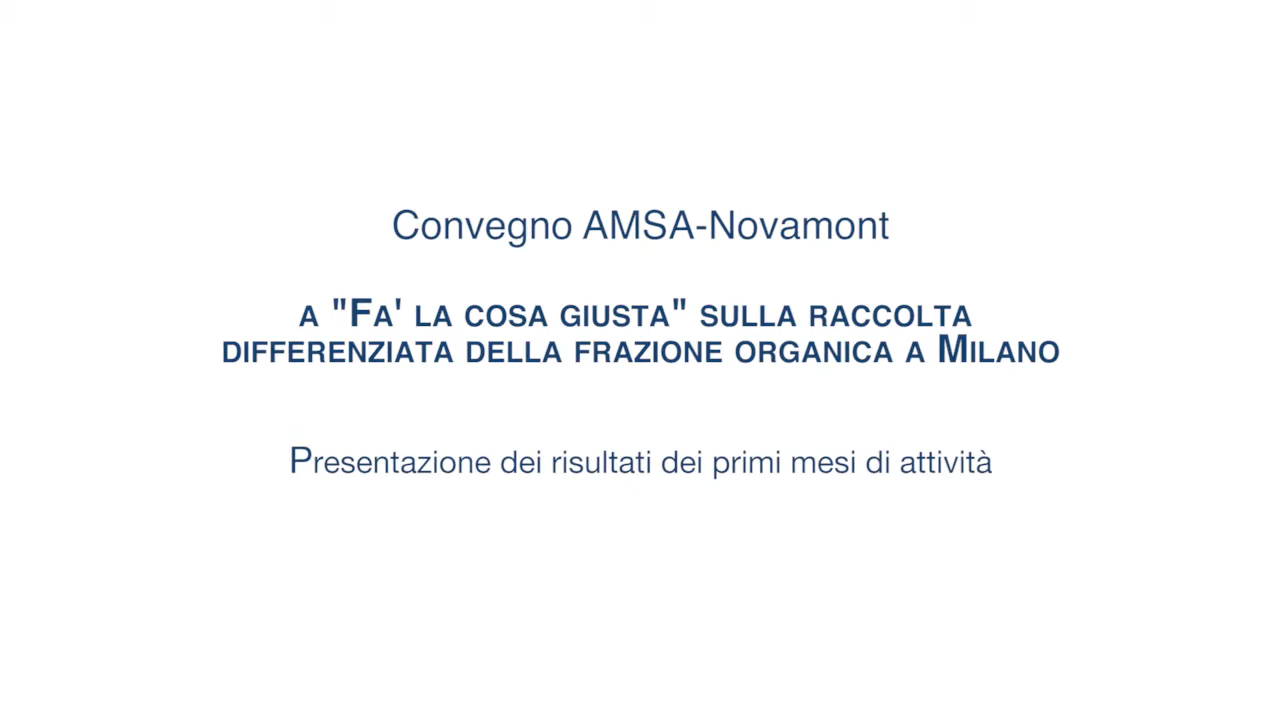 Convegno AMSA-Novamont
A "FA' LA COSA GIUSTA" SULLA RACCOLTA
DIFFERENZIATA DELLA FRAZIONE ORGANICA A MILANO
Presentazione dei risultati dei primi mesi di attività